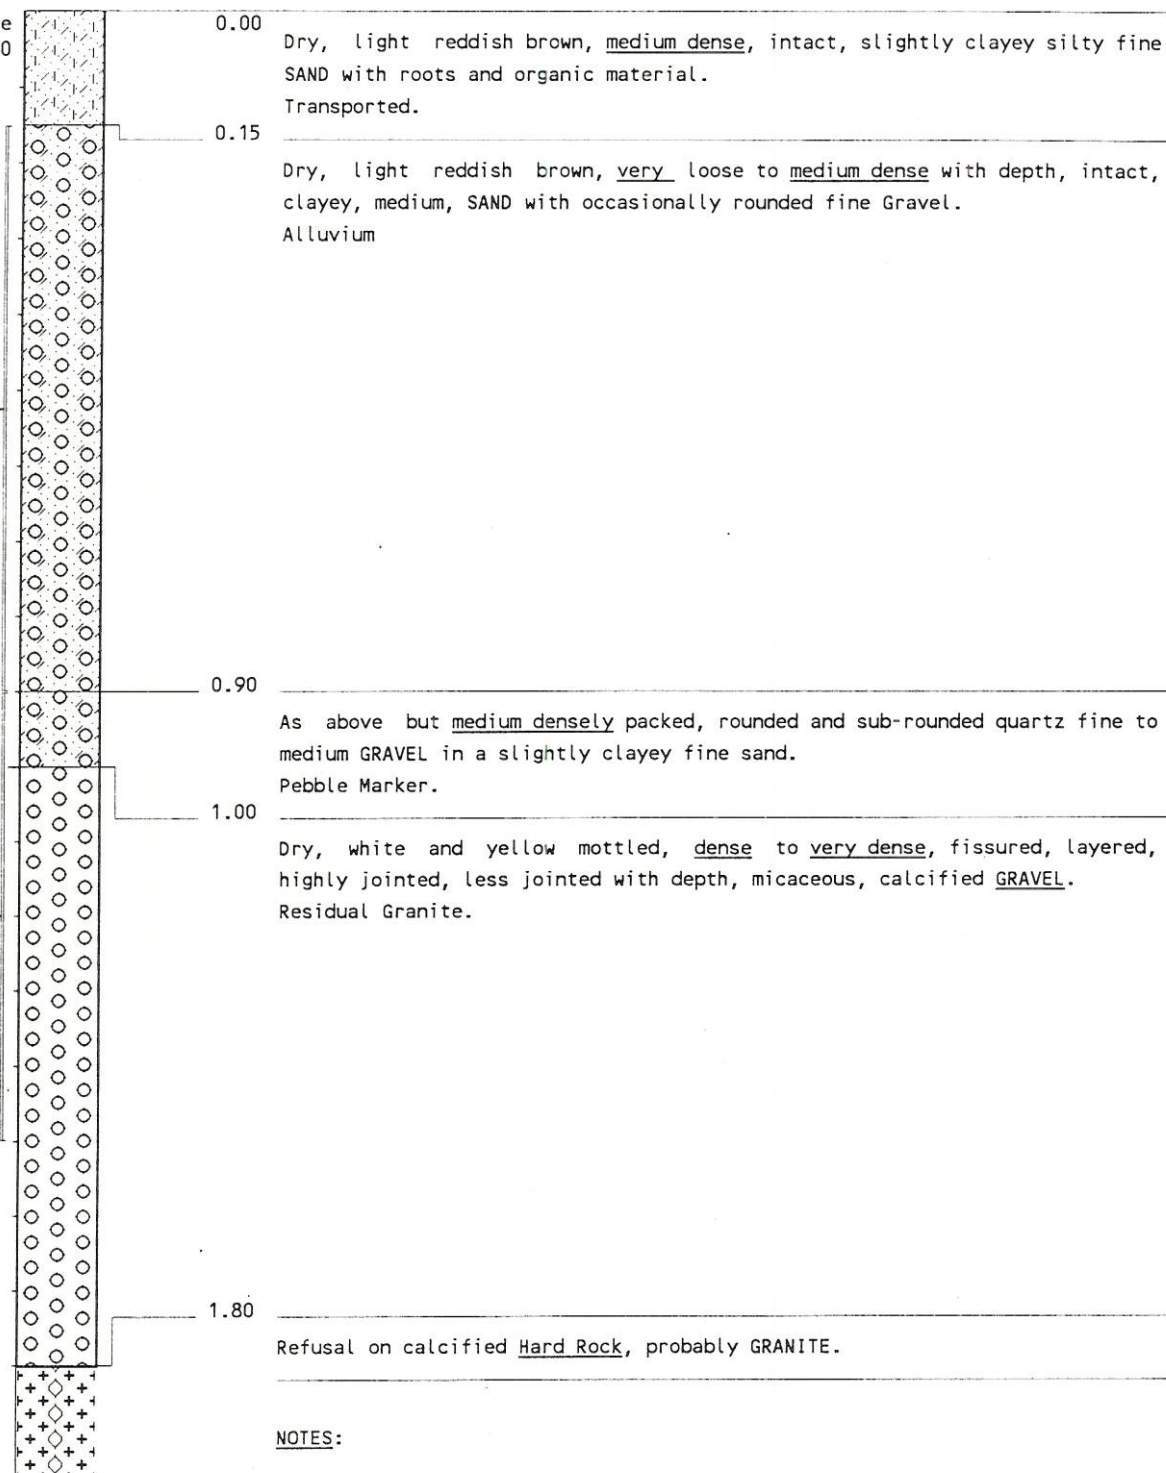 e
0
0.00
Dry, light reddish brown, medium dense, intact, slightly clayey silty fine
SAND with roots and organic material.
Transported.
0.15
Dry, light reddish brown, very loose to medium dense with depth, intact,
clayey, medium, SAND with occasionally rounded fine Gravel.
Alluvium
0.90
As above but medium densely packed, rounded and sub-rounded quartz fine to
medium GRAVEL in a slightly clayey fine sand.
Pebble Marker.
1.00
Dry, white and yellow mottled, dense to very dense, fissured, layered,
highly jointed, less jointed with depth, micaceous, calcified GRAVEL.
Residual Granite.
1.80
Refusal on calcified Hard Rock, probably GRANITE.
NOTES: